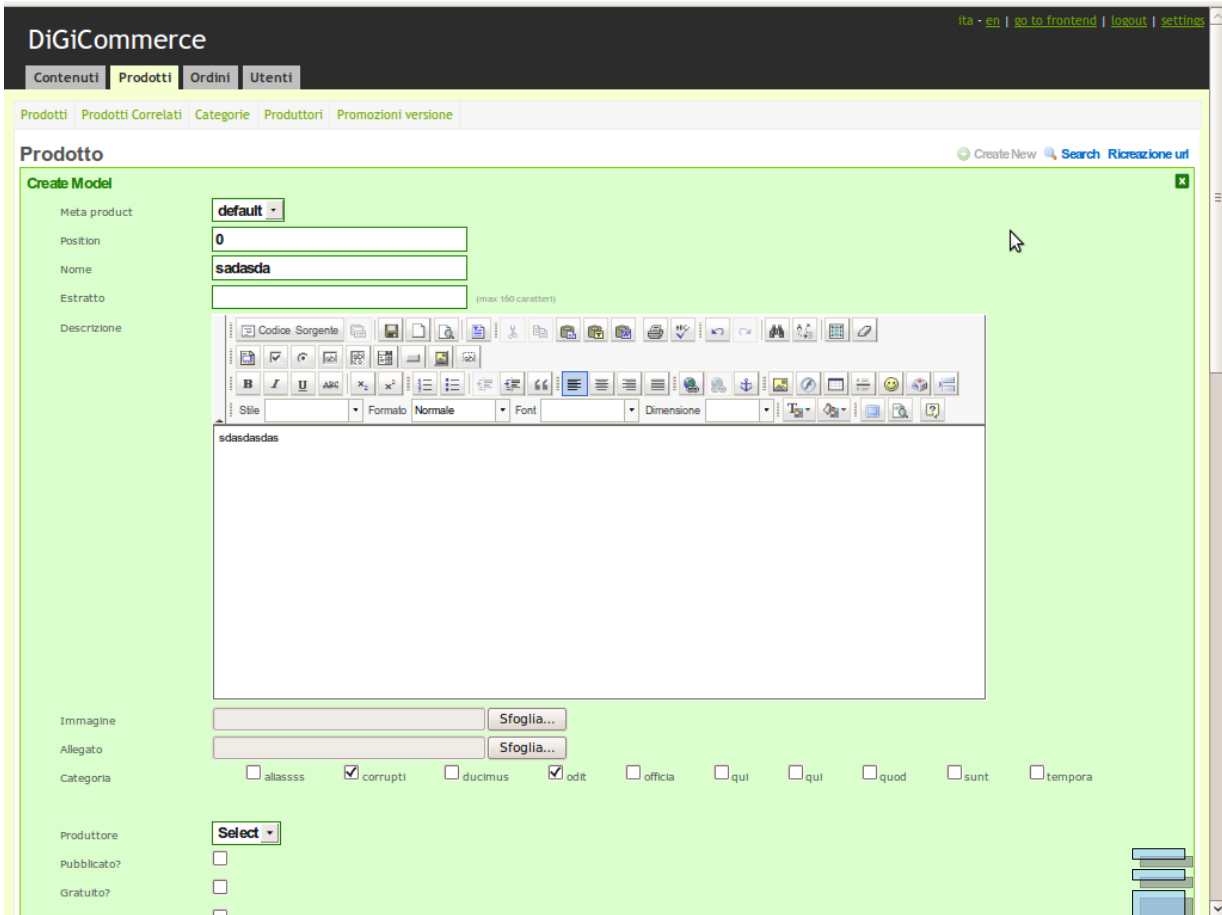 ita - en | go to frontend | logout | settings
DiGiCommerce
Contenuti Prodotti Ordini Utenti
Prodotti Prodotti Correlati Categorie Produttori Promozioni versione
Prodotto Create New Search Ricreazione url
Create Model
Meta product default
Position 0
Nome sadasda
Estratto (max 160 caratteri)
Descrizione Codice Sorgente
B I U ABC x₂ x²
Stile Formato Normale Font Dimensione
sdasdasdas
Immagine Sfoglia...
Allegato Sfoglia...
Categoria aliassss corrupti ducimus odit officia qui qui quod sunt tempora
Produttore Select
Pubblicato?
Gratuito?